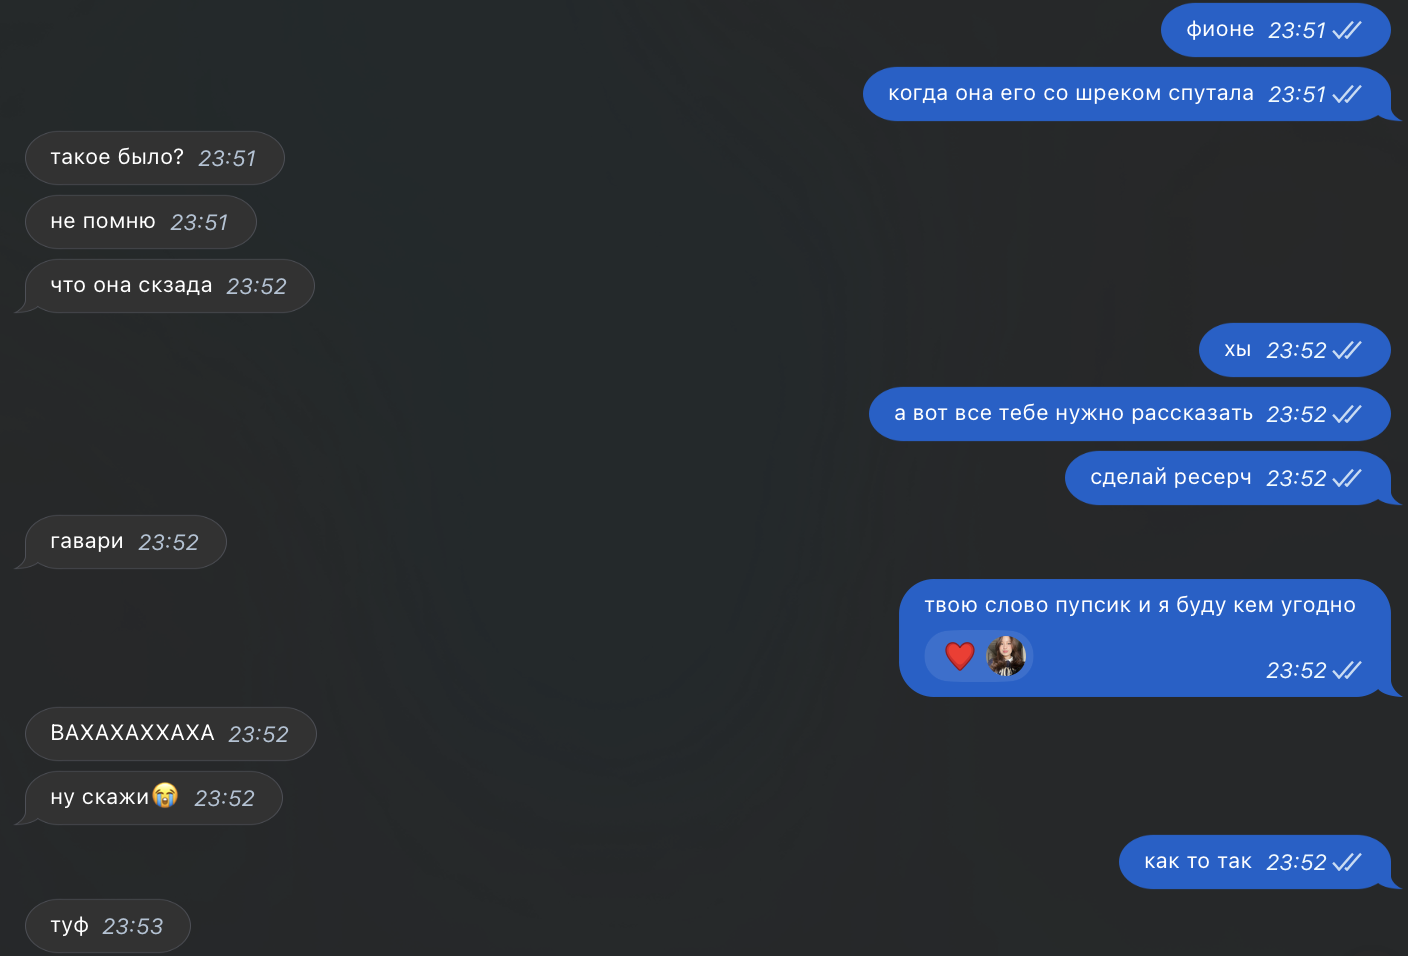 фионе 23:51
когда она его со шреком спутала 23:51
такое было? 23:51
не помню 23:51
что она скзада 23:52
хы 23:52
а вот все тебе нужно рассказать 23:52
сделай ресерч 23:52
гавари 23:52
твою слово пупсик и я буду кем угодно
❤️ 23:52
ВАХАХАХХАХА 23:52
ну скажи😭 23:52
как то так 23:52
туф 23:53